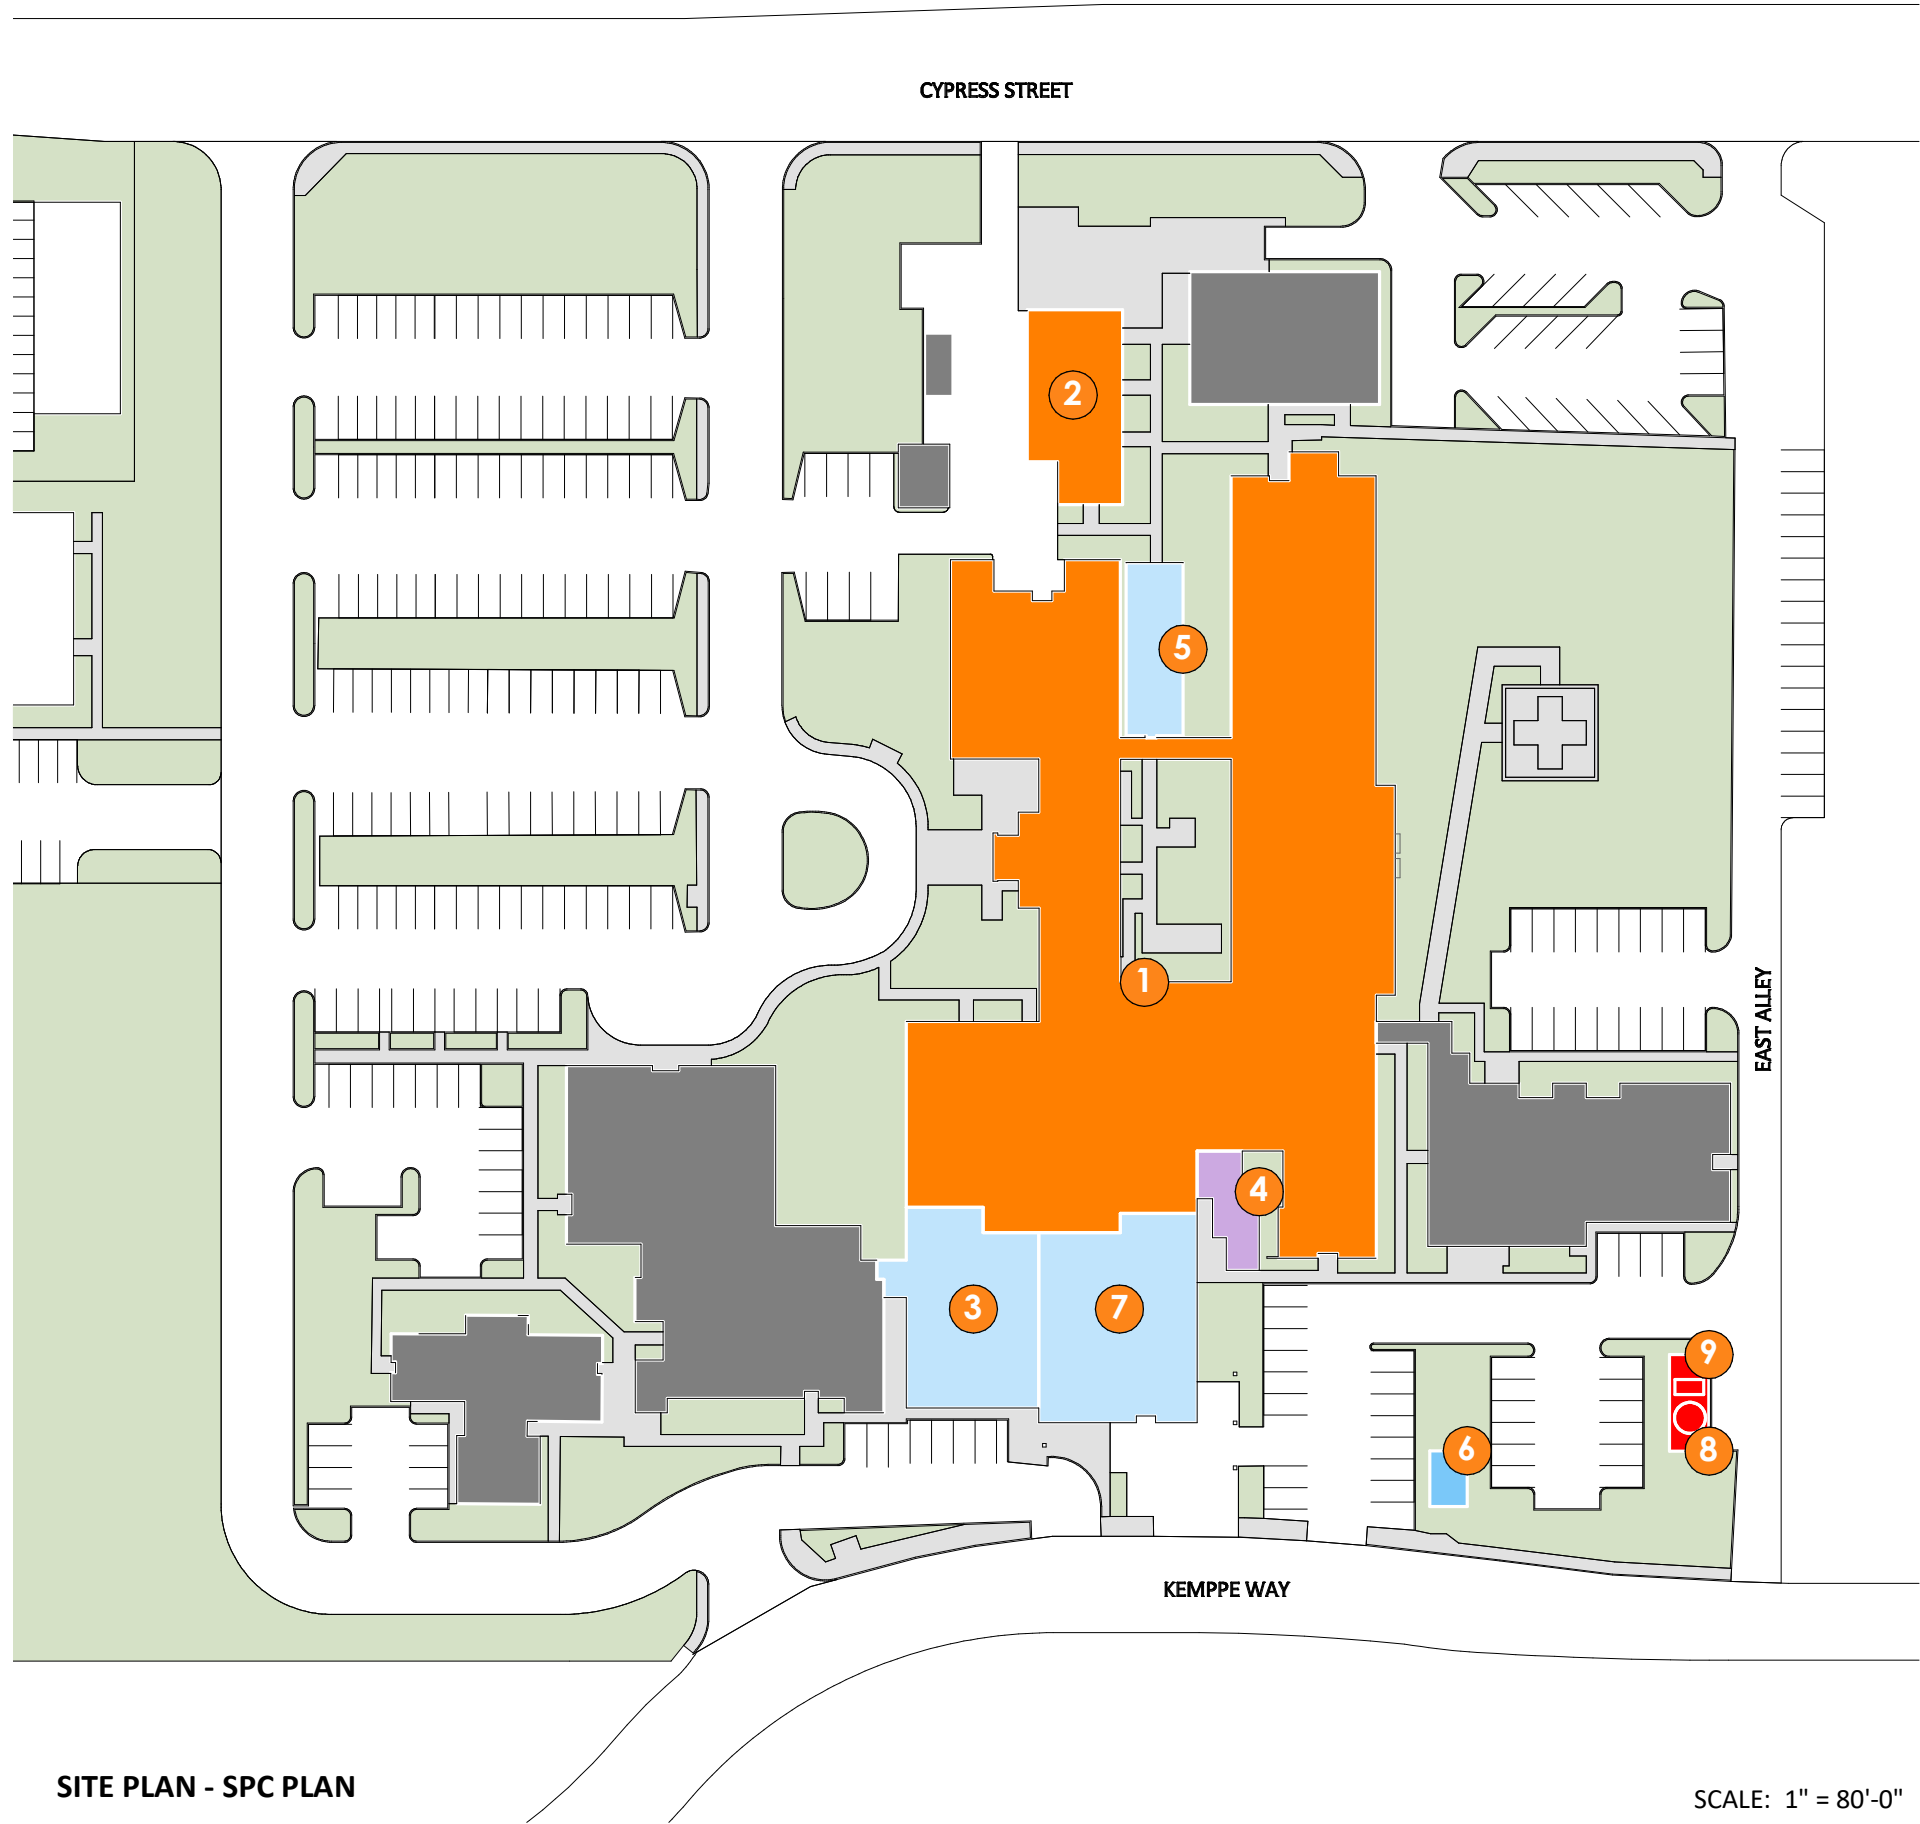 CYPRESS STREET
2
5
1
EAST ALLEY
4
3
7
9
6
8
KEMPPE WAY
SITE PLAN - SPC PLAN
SCALE: 1" = 80'-0"